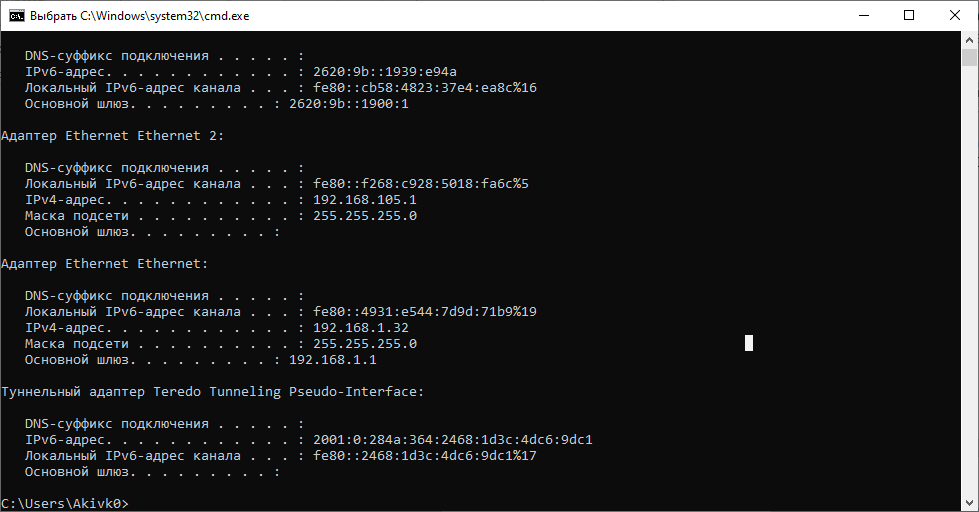 Выбрать C:\Windows\system32\cmd.exe
DNS-суффикс подключения . . . . . :
IPv6-адрес. . . . . . . . . . . . : 2620:9b::1939:e94a
Локальный IPv6-адрес канала . . . : fe80::cb58:4823:37e4:ea8c%16
Основной шлюз. . . . . . . . . : 2620:9b::1900:1
Адаптер Ethernet Ethernet 2:
DNS-суффикс подключения . . . . . :
Локальный IPv6-адрес канала . . . : fe80::f268:c928:5018:fa6c%5
IPv4-адрес. . . . . . . . . . . . : 192.168.105.1
Маска подсети . . . . . . . . . . : 255.255.255.0
Основной шлюз. . . . . . . . . :
Адаптер Ethernet Ethernet:
DNS-суффикс подключения . . . . . :
Локальный IPv6-адрес канала . . . : fe80::4931:e544:7d9d:71b9%19
IPv4-адрес. . . . . . . . . . . . : 192.168.1.32
Маска подсети . . . . . . . . . . : 255.255.255.0
Основной шлюз. . . . . . . . . : 192.168.1.1
Туннельный адаптер Teredo Tunneling Pseudo-Interface:
DNS-суффикс подключения . . . . . :
IPv6-адрес. . . . . . . . . . . . : 2001:0:284a:364:2468:1d3c:4dc6:9dc1
Локальный IPv6-адрес канала . . . : fe80::2468:1d3c:4dc6:9dc1%17
Основной шлюз. . . . . . . . . :
C:\Users\Akivk0>